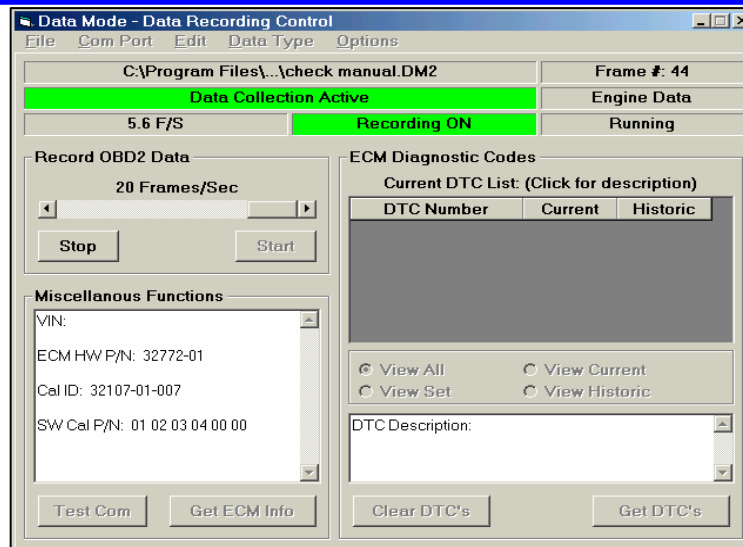 Data Mode - Data Recording Control
File Com Port Edit Data Type Options
C:\Program Files\...\check manual.DM2 Frame #: 44
Data Collection Active Engine Data
5.6 F/S Recording ON Running
Record OBD2 Data
20 Frames/Sec
Stop Start
Miscellanous Functions
VIN:
ECM HW P/N: 32772-01
Cal ID: 32107-01-007
SW Cal P/N: 01 02 03 04 00 00
Test Com Get ECM Info
ECM Diagnostic Codes
Current DTC List: (Click for description)
DTC Number Current Historic
View All View Current
View Set View Historic
DTC Description:
Clear DTC's Get DTC's